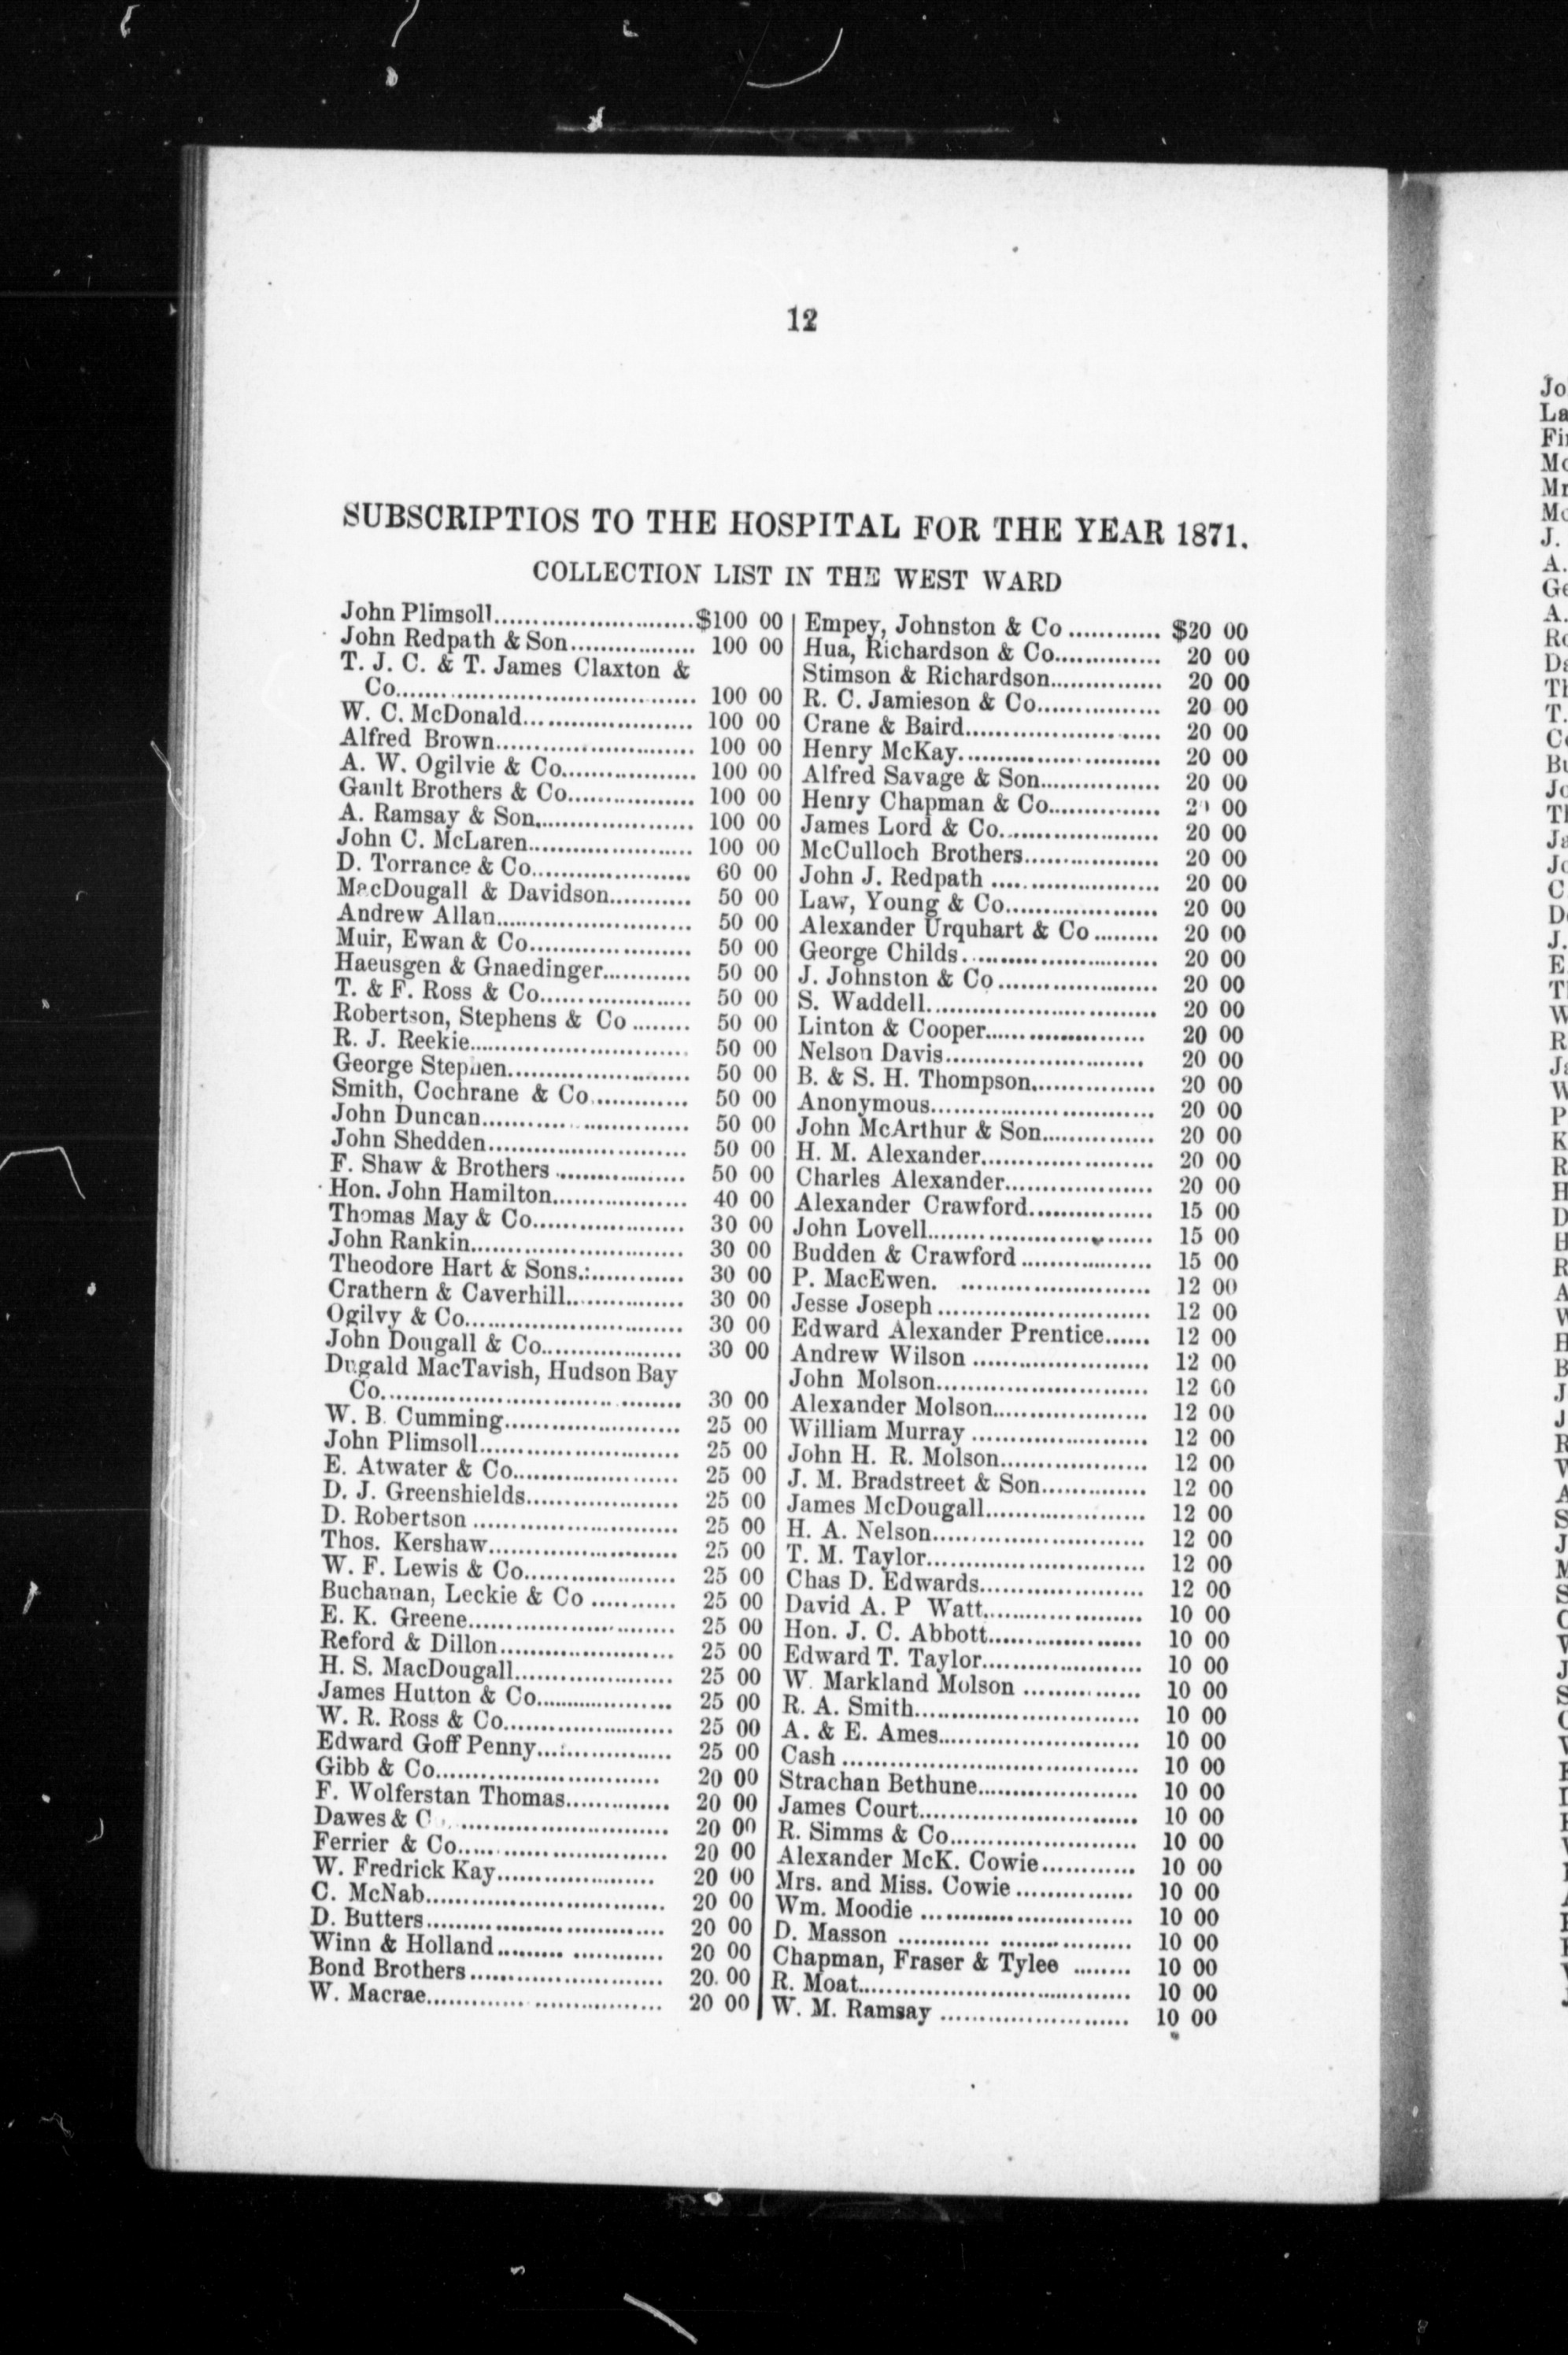 12
SUBSCRIPTIOS TO THE HOSPITAL FOR THE YEAR 1871.
COLLECTION LIST IN THE WEST WARD
John Plimsoll..........................$100 00
John Redpath & Son................ 100 00
T. J. C. & T. James Claxton &
Co....................................... 100 00
W. C. McDonald...................... 100 00
Alfred Brown.......................... 100 00
A. W. Ogilvie & Co................. 100 00
Gault Brothers & Co................ 100 00
A. Ramsay & Son.................... 100 00
John C. McLaren..................... 100 00
D. Torrance & Co..................... 60 00
MacDougall & Davidson........... 50 00
Andrew Allan......................... 50 00
Muir, Ewan & Co..................... 50 00
Haeusgen & Gnaedinger............ 50 00
T. & F. Ross & Co.................... 50 00
Robertson, Stephens & Co ........ 50 00
R. J. Reekie............................ 50 00
George Stephen........................ 50 00
Smith, Cochrane & Co............. 50 00
John Duncan........................... 50 00
John Shedden.......................... 50 00
F. Shaw & Brothers ................. 50 00
Hon. John Hamilton................. 40 00
Thomas May & Co.................... 30 00
John Rankin............................ 30 00
Theodore Hart & Sons.:............ 30 00
Crathern & Caverhill................ 30 00
Ogilvy & Co............................ 30 00
John Dougall & Co................... 30 00
Dugald MacTavish, Hudson Bay
Co....................................... 30 00
W. B. Cumming....................... 25 00
John Plimsoll.......................... 25 00
E. Atwater & Co...................... 25 00
D. J. Greenshields.................... 25 00
D. Robertson ........................... 25 00
Thos. Kershaw......................... 25 00
W. F. Lewis & Co.................... 25 00
Buchanan, Leckie & Co ........... 25 00
E. K. Greene........................... 25 00
Reford & Dillon....................... 25 00
H. S. MacDougall..................... 25 00
James Hutton & Co.................. 25 00
W. R. Ross & Co...................... 25 00
Edward Goff Penny...:.............. 25 00
Gibb & Co............................. 20 00
F. Wolferstan Thomas.............. 20 00
Dawes & C ............................ 20 00
Ferrier & Co........................... 20 00
W. Fredrick Kay..................... 20 00
C. McNab............................... 20 00
D. Butters............................... 20 00
Winn & Holland......... ............ 20 00
Bond Brothers......................... 20. 00
W. Macrae.............................. 20 00
Empey, Johnston & Co ............ $20 00
Hua, Richardson & Co.............. 20 00
Stimson & Richardson............... 20 00
R. C. Jamieson & Co................ 20 00
Crane & Baird......................... 20 00
Henry McKay.......................... 20 00
Alfred Savage & Son................ 20 00
Henry Chapman & Co.............. 00
James Lord & Co..................... 20 00
McCulloch Brothers.................. 20 00
John J. Redpath ...................... 20 00
Law, Young & Co.................... 20 00
Alexander Urquhart & Co ......... 20 00
George Childs.......................... 20 00
J. Johnston & Co..................... 20 00
S. Waddell.............................. 20 00
Linton & Cooper..................... 20 00
Nelson Davis.......................... 20 00
B. & S. H. Thompson................ 20 00
Anonymous............................. 20 00
John McArthur & Son............... 20 00
H. M. Alexander...................... 20 00
Charles Alexander.................... 20 00
Alexander Crawford................ 15 00
John Lovell............................. 15 00
Budden & Crawford ................. 15 00
P. MacEwen. ......................... 12 00
Jesse Joseph ............................ 12 00
Edward Alexander Prentice...... 12 00
Andrew Wilson ....................... 12 00
John Molson............................ 12 00
Alexander Molson.................... 12 00
William Murray ....................... 12 00
John H. R. Molson................... 12 00
J. M. Bradstreet & Son.............. 12 00
James McDougall..................... 12 00
H. A. Nelson........................... 12 00
T. M. Taylor............................ 12 00
Chas D. Edwards...................... 12 00
David A. P Watt..................... 10 00
Hon. J. C. Abbott.................... 10 00
Edward T. Taylor..................... 10 00
W. Markland Molson ............... 10 00
R. A. Smith............................. 10 00
A. & E. Ames.......................... 10 00
Cash ...................................... 10 00
Strachan Bethune..................... 10 00
James Court............................ 10 00
R. Simms & Co........................ 10 00
Alexander McK. Cowie............ 10 00
Mrs. and Miss. Cowie ............... 10 00
Wm. Moodie ........................... 10 00
D. Masson ............ ................. 10 00
Chapman, Fraser & Tylee ........ 10 00
R. Moat................................... 10 00
W. M. Ramsay ........................ 10 00